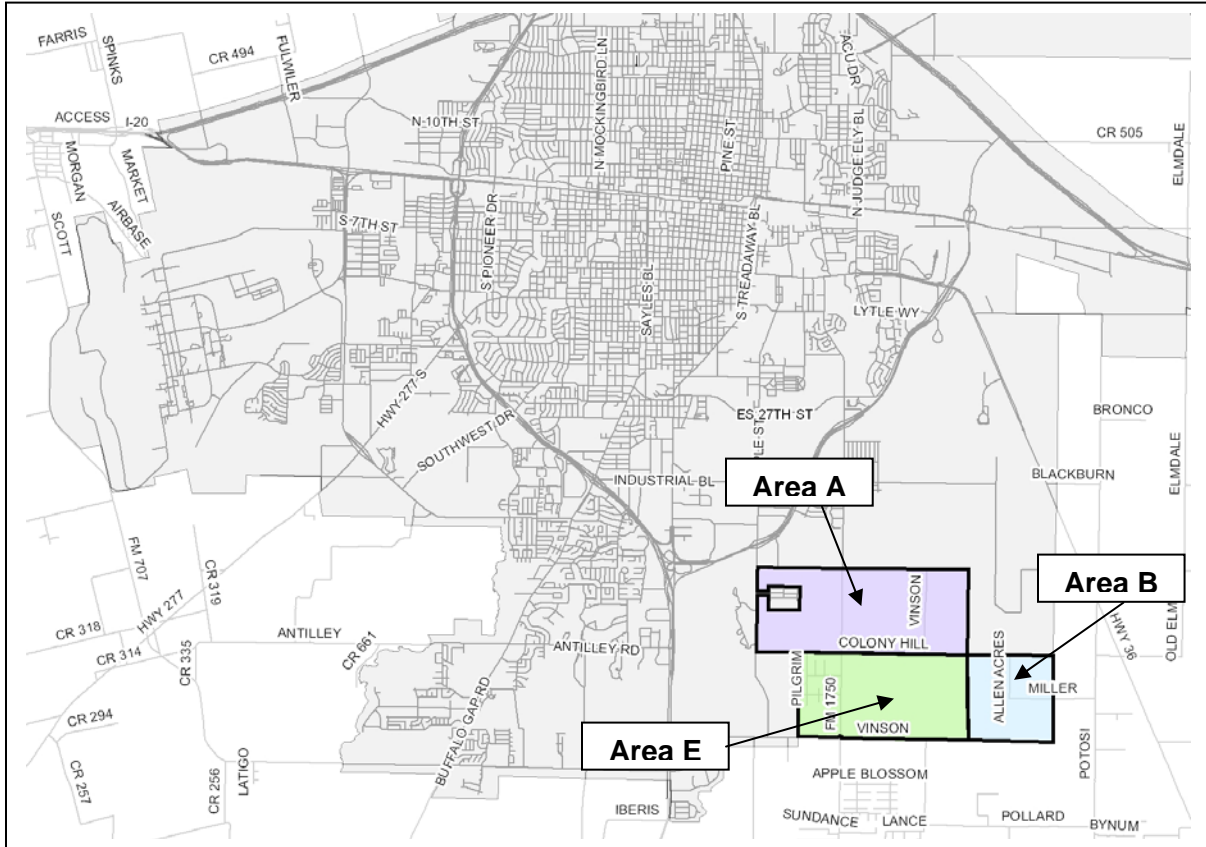 FARRIS
SPINKS
CR 494
FULWILER
ACCESS
I-20
MORGAN
MARKET
AIRBASE
SCOTT
N 10TH ST
N MOCKINGBIRD LN
PINE ST
ACU DR
N JUDGE ELY BL
CR 505
ELMDALE
S 7TH ST
S PIONEER DR
SAYLES BL
S TREADAWAY BL
LYTLE WY
HWY 277 S
SOUTHWEST DR
ES 27TH ST
BRONCO
INDUSTRIAL BL
BLACKBURN
ELMDALE
Area A
Area B
FM 707
CR 319
HWY 277
CR 318
CR 314
CR 335
ANTILLEY
CR 661
ANTILLEY RD
VINSON
COLONY HILL
HWY 36
PILGRIM
FM 1750
ALLEN ACRES
MILLER
VINSON
CR 294
CR 257
CR 256
LATIGO
BUFFALO GAP RD
Area E
POTOSI
APPLE BLOSSOM
IBERIS
SUNDANCE
LANCE
POLLARD
BYNUM